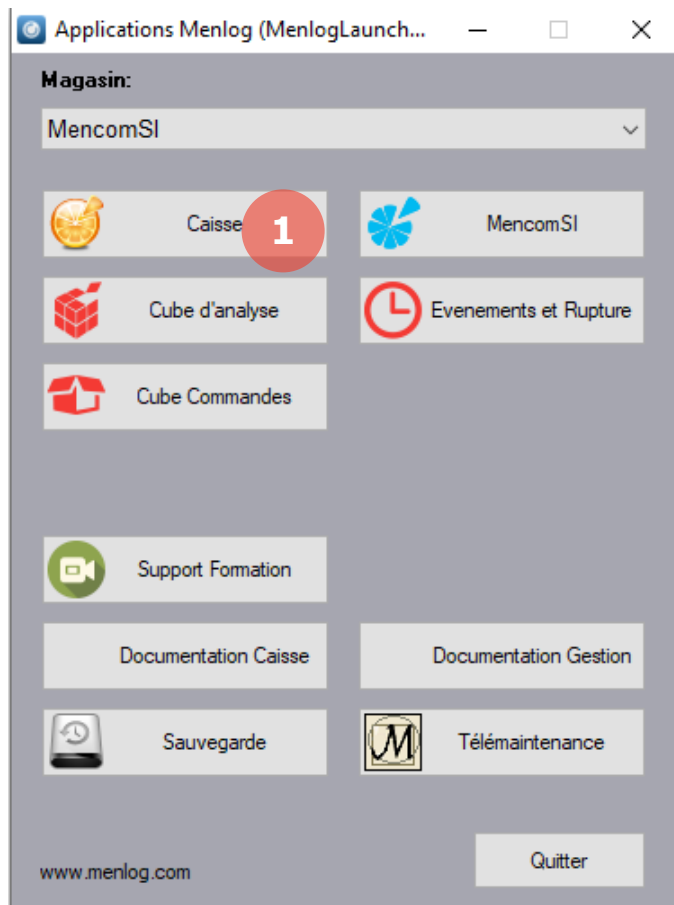 Applications Menlog (MenlogLaunch...
Magasin:
MencomSI
Caisse
1
MencomSI
Cube d'analyse
Evenements et Rupture
Cube Commandes
Support Formation
Documentation Caisse
Documentation Gestion
Sauvegarde
M
Télémaintenance
www.menlog.com
Quitter